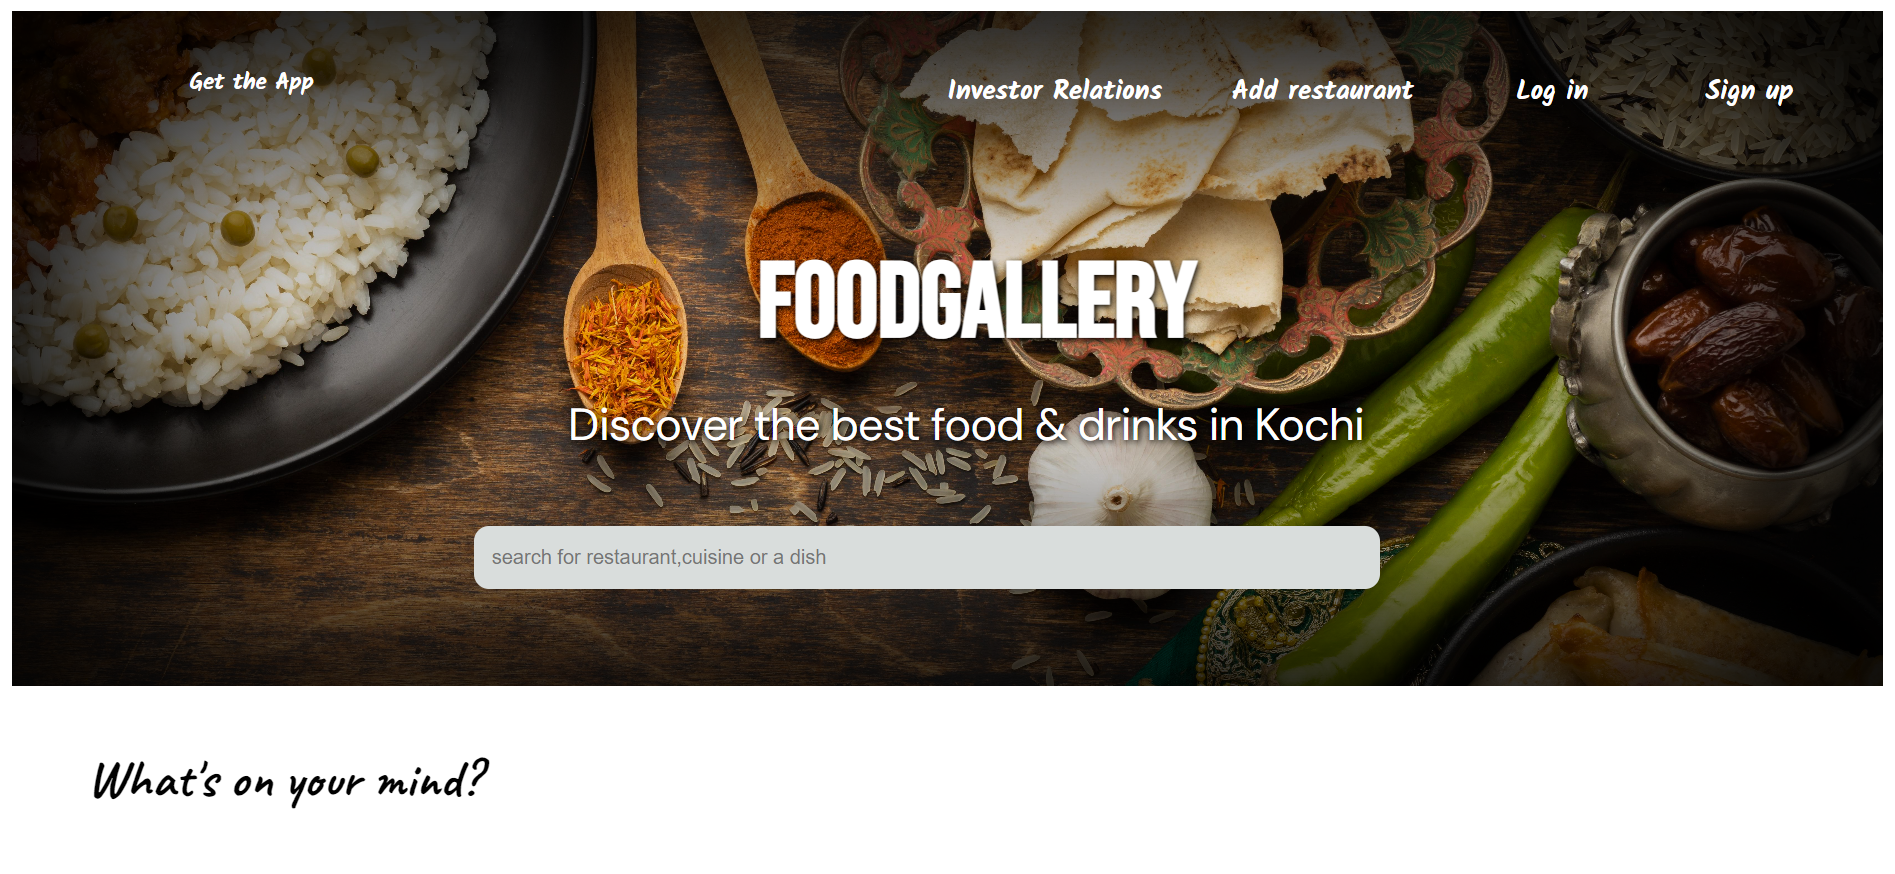 Get the App
Investor Relations
Add restaurant
Log in
Sign up
FOODGALLERY
Discover the best food & drinks in Kochi
search for restaurant,cuisine or a dish
What's on your mind?